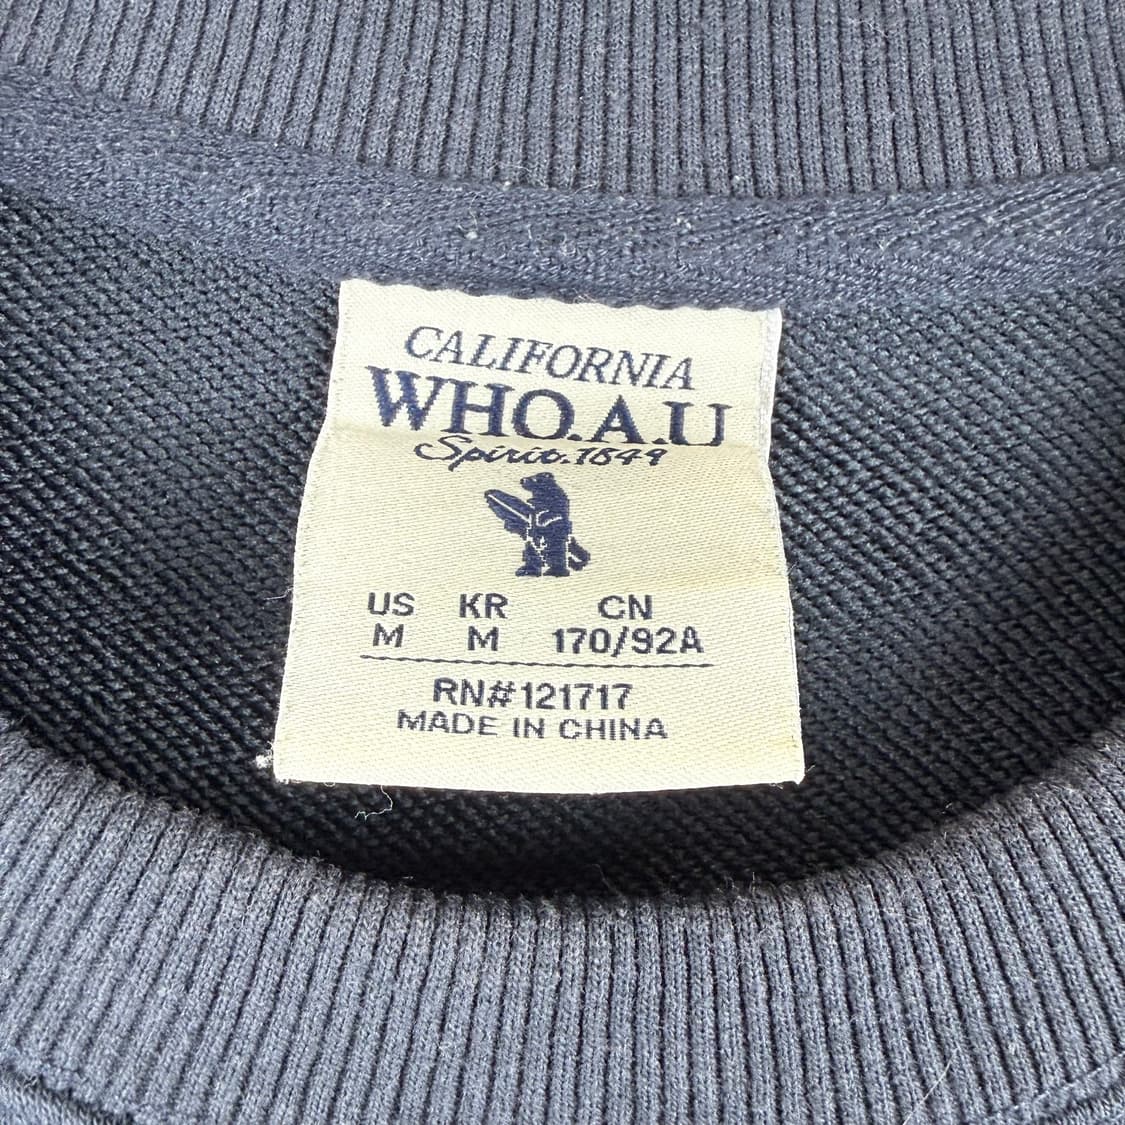 CALIFORNIA
WHO.A.U
Spirit.1849
US KR CN
M M 170/92A
RN#121717
MADE IN CHINA